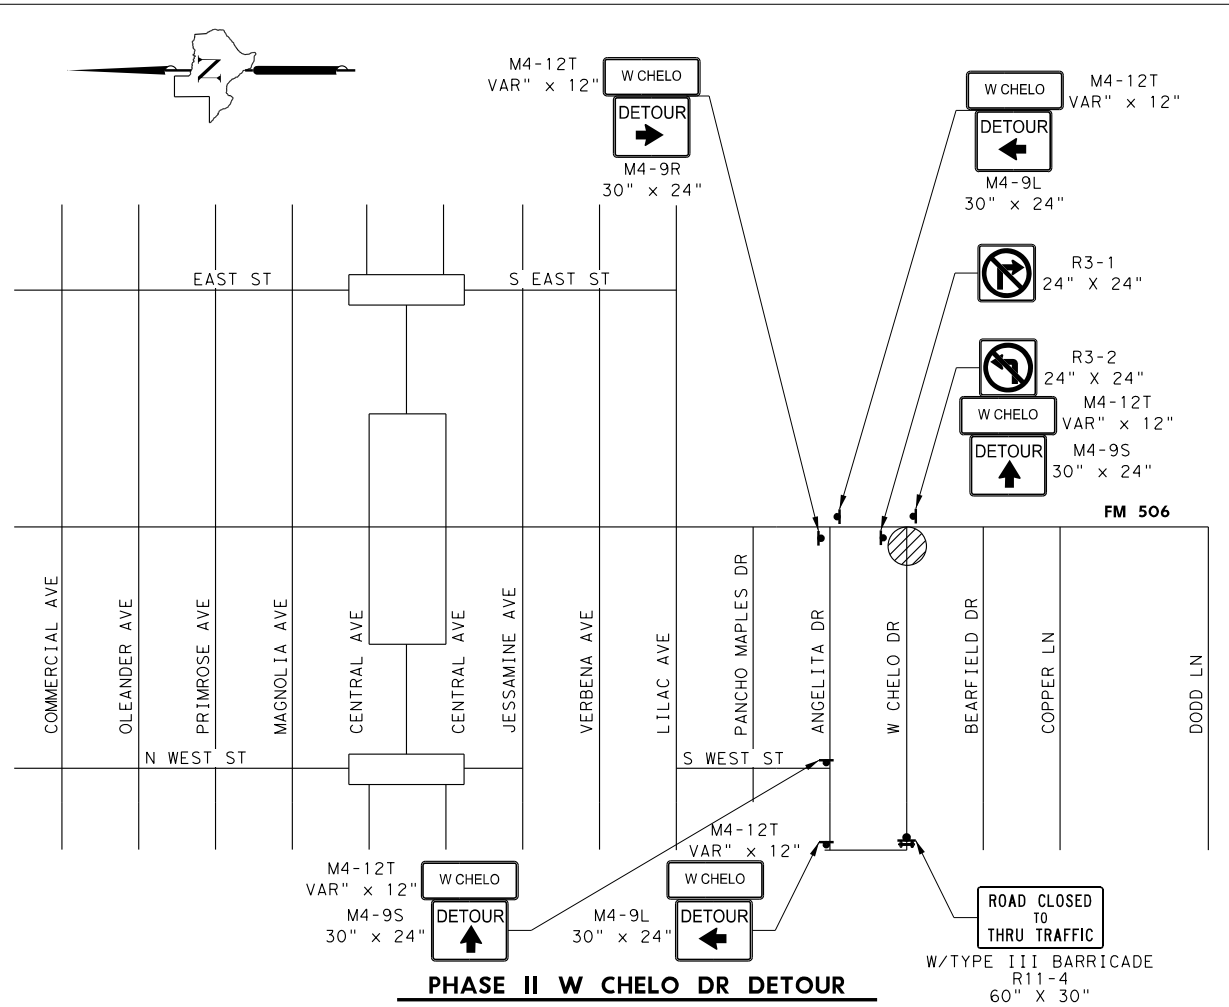 N
M4-12T
VAR" x 12"
W CHELO
DETOUR
M4-9R
30" x 24"
W CHELO
DETOUR
M4-12T
VAR" x 12"
M4-9L
30" x 24"
R3-1
24" X 24"
R3-2
24" X 24"
W CHELO
DETOUR
M4-12T
VAR" x 12"
M4-9S
30" x 24"
EAST ST
S EAST ST
FM 506
COMMERCIAL AVE
OLEANDER AVE
PRIMROSE AVE
MAGNOLIA AVE
CENTRAL AVE
CENTRAL AVE
JESSAMINE AVE
VERBENA AVE
LILAC AVE
PANCHO MAPLES DR
ANGELITA DR
W CHELO DR
BEARFIELD DR
COPPER LN
DODD LN
N WEST ST
S WEST ST
M4-12T
VAR" x 12"
W CHELO
M4-9S
30" x 24"
DETOUR
M4-12T
VAR" x 12"
W CHELO
M4-9L
30" x 24"
DETOUR
ROAD CLOSED
TO
THRU TRAFFIC
W/TYPE III BARRICADE
R11-4
60" X 30"
PHASE II W CHELO DR DETOUR